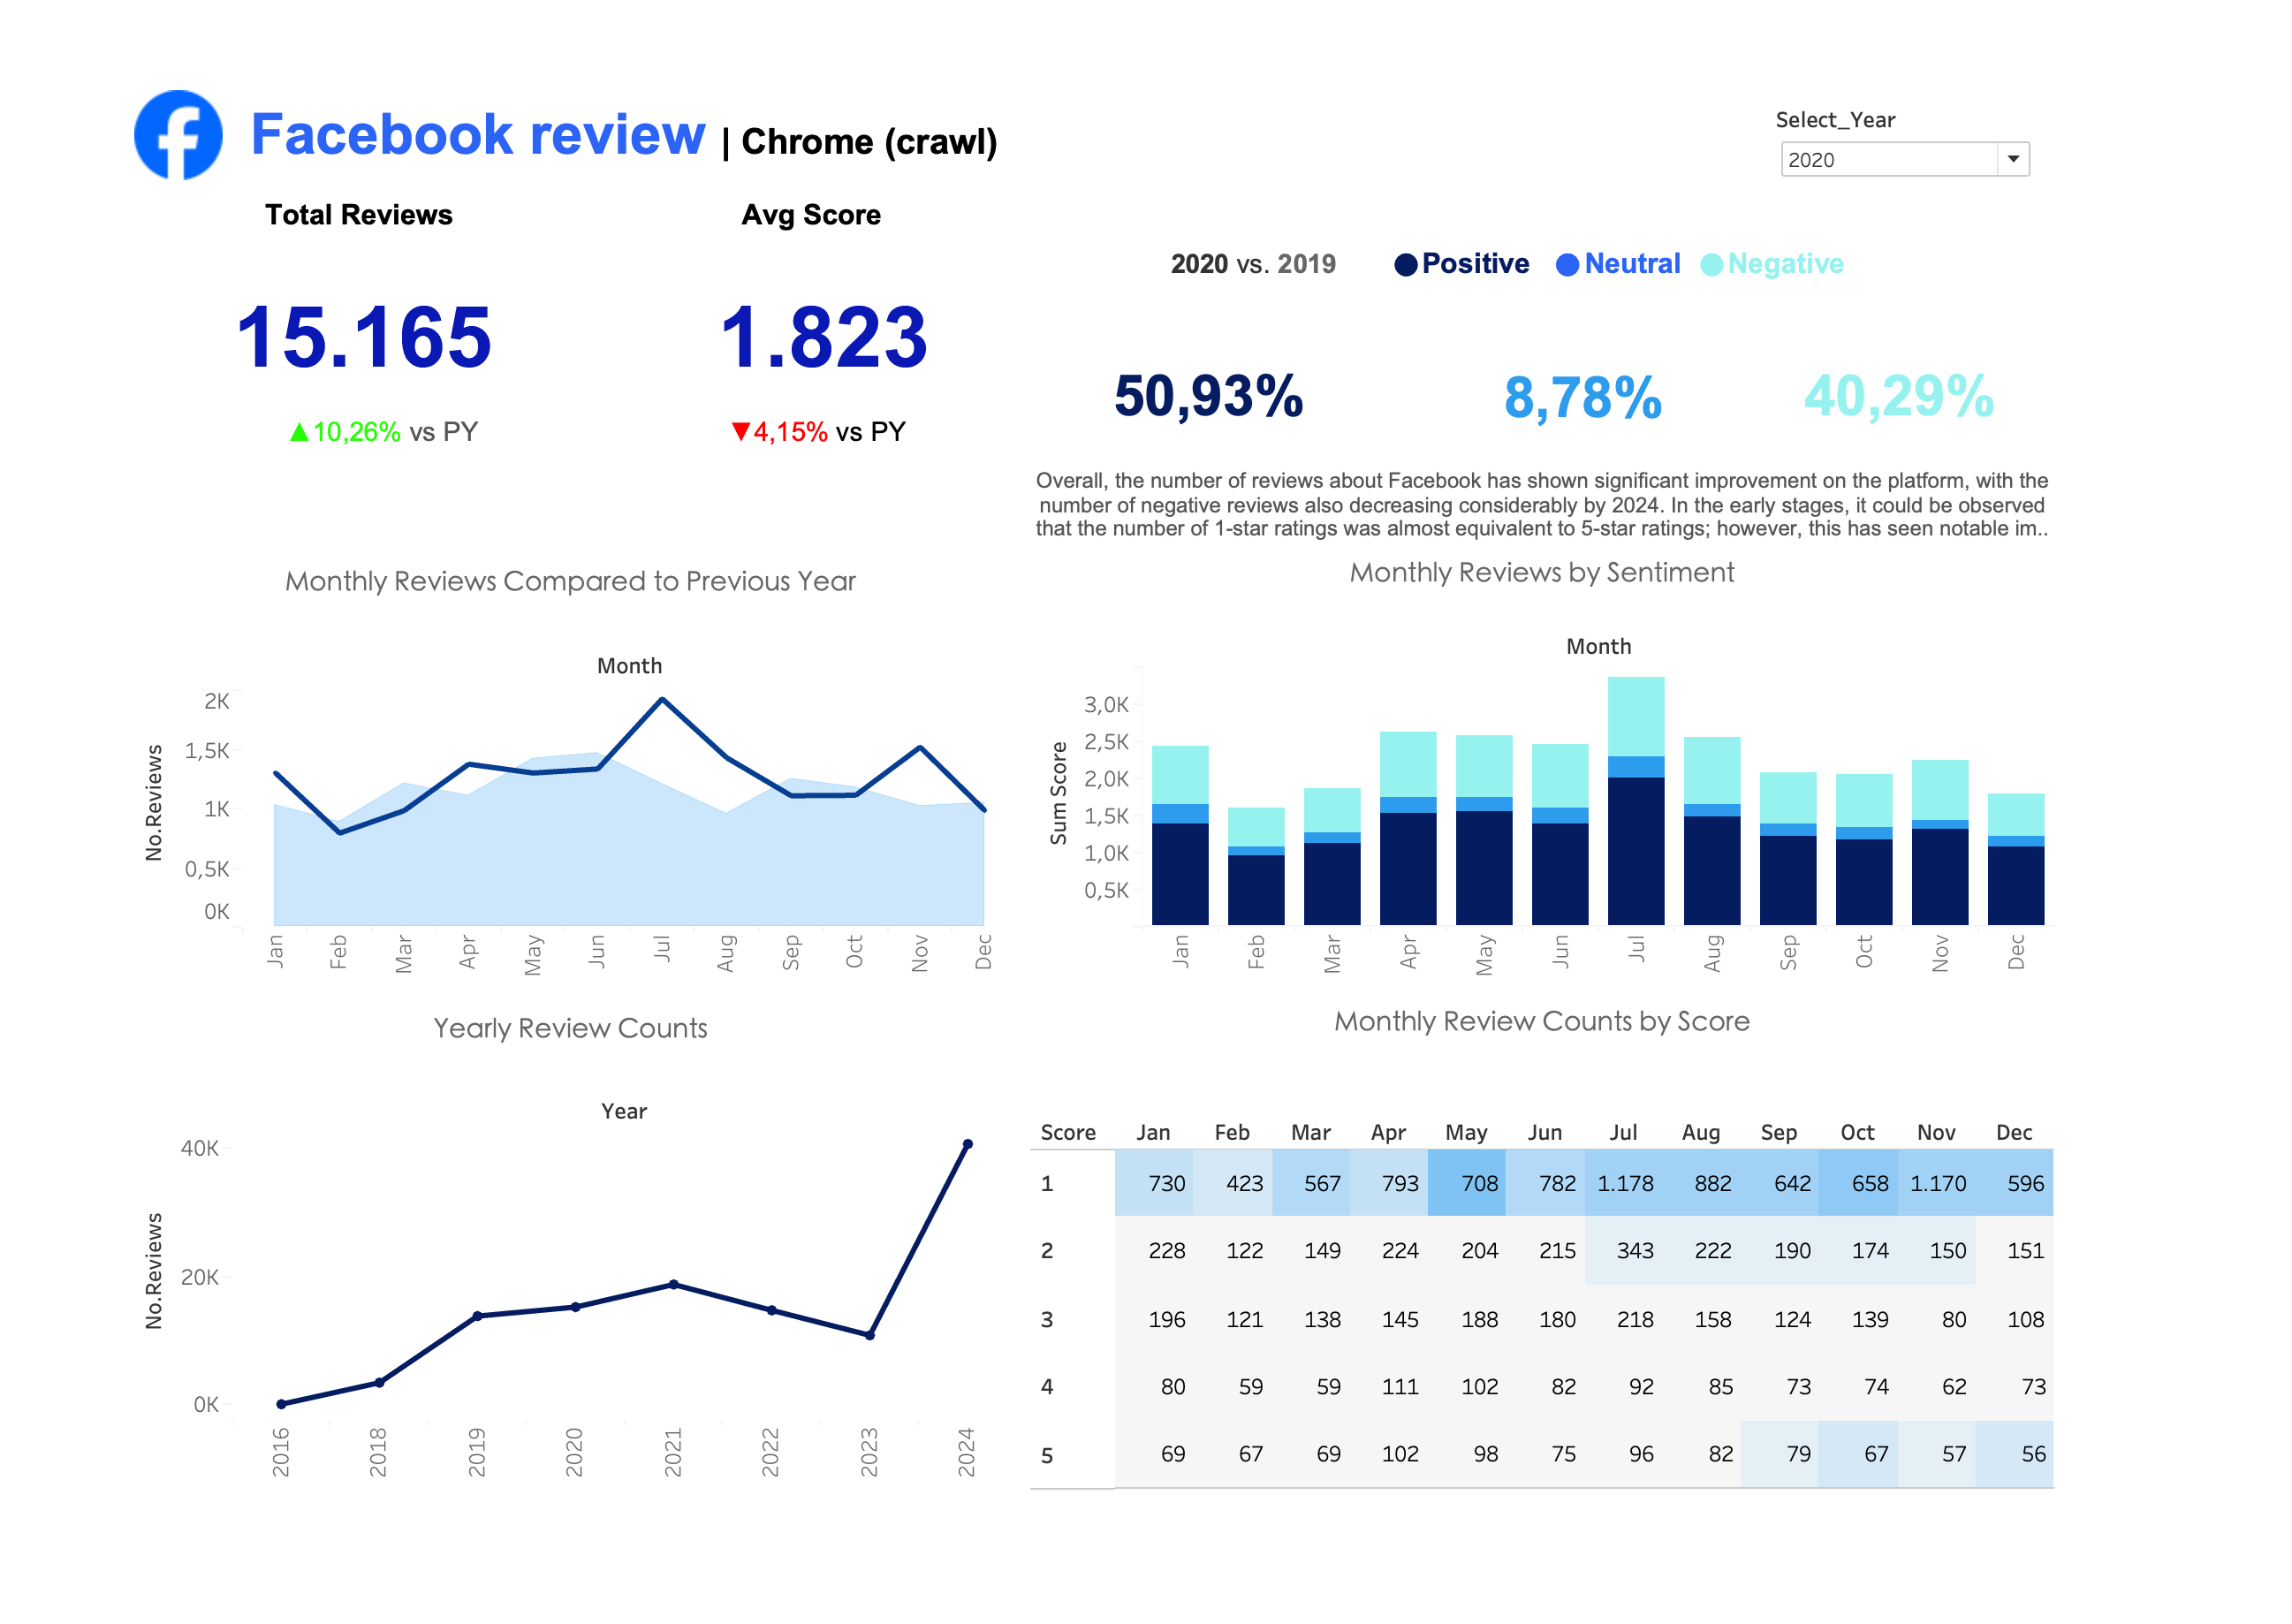 Facebook review | Chrome (crawl)
Select_Year
2020
Total Reviews
Avg Score
15.165
1.823
▲10,26% vs PY
▼4,15% vs PY
2020 vs. 2019
Positive
Neutral
Negative
50,93%
8,78%
40,29%
Overall, the number of reviews about Facebook has shown significant improvement on the platform, with the
number of negative reviews also decreasing considerably by 2024. In the early stages, it could be observed
that the number of 1-star ratings was almost equivalent to 5-star ratings; however, this has seen notable im..
Monthly Reviews Compared to Previous Year
Month
No.Reviews
2K
1,5K
1K
0,5K
0K
Jan Feb Mar Apr May Jun Jul Aug Sep Oct Nov Dec
Monthly Reviews by Sentiment
Month
Sum Score
3,0K
2,5K
2,0K
1,5K
1,0K
0,5K
Jan Feb Mar Apr May Jun Jul Aug Sep Oct Nov Dec
Yearly Review Counts
Year
No.Reviews
40K
20K
0K
2016 2018 2019 2020 2021 2022 2023 2024
Monthly Review Counts by Score
Score Jan Feb Mar Apr May Jun Jul Aug Sep Oct Nov Dec
1 730 423 567 793 708 782 1.178 882 642 658 1.170 596
2 228 122 149 224 204 215 343 222 190 174 150 151
3 196 121 138 145 188 180 218 158 124 139 80 108
4 80 59 59 111 102 82 92 85 73 74 62 73
5 69 67 69 102 98 75 96 82 79 67 57 56